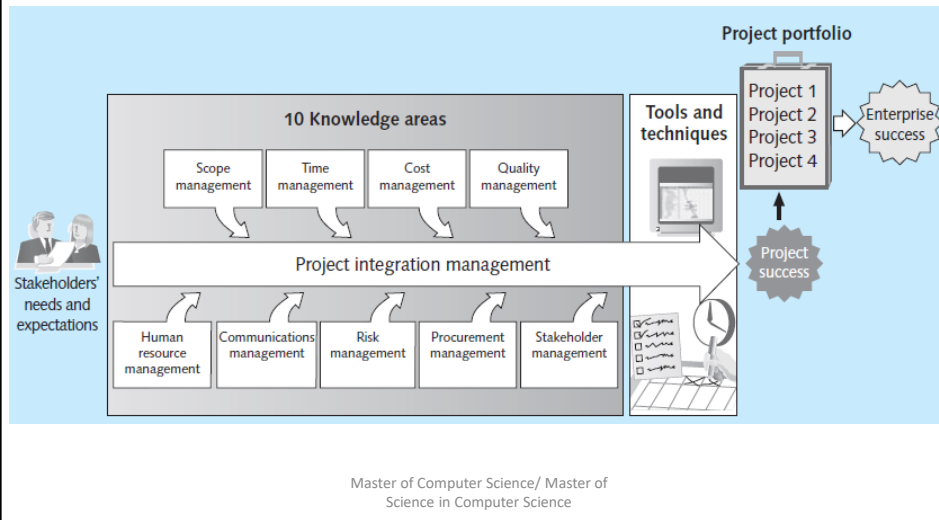 Project portfolio
Project 1
Project 2
Project 3
Project 4
Enterprise
success
10 Knowledge areas
Tools and
techniques
Scope
management
Time
management
Cost
management
Quality
management
Project integration management
Project
success
Stakeholders'
needs and
expectations
Human
resource
management
Communications
management
Risk
management
Procurement
management
Stakeholder
management
Master of Computer Science/ Master of
Science in Computer Science